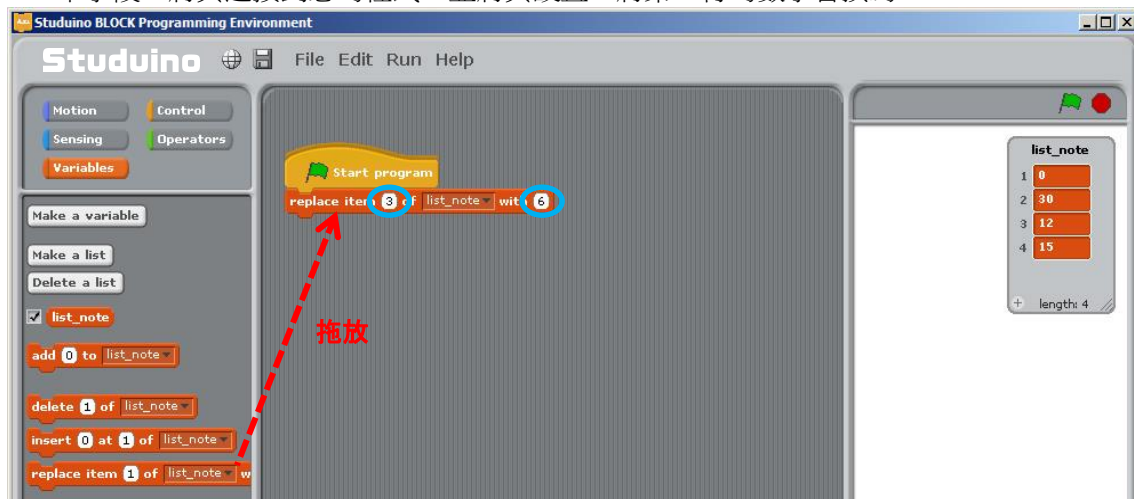 Studuino BLOCK Programming Environment
Studuino File Edit Run Help
Motion Control
Sensing Operators
Variables
Make a variable
Make a list
Delete a list
list_note
add 0 to list_note
delete 1 of list_note
insert 0 at 1 of list_note
replace item 1 of list_note w
Start program
replace item 3 of list_note with 6
拖放
list_note
1 0
2 30
3 12
4 15
+ length: 4